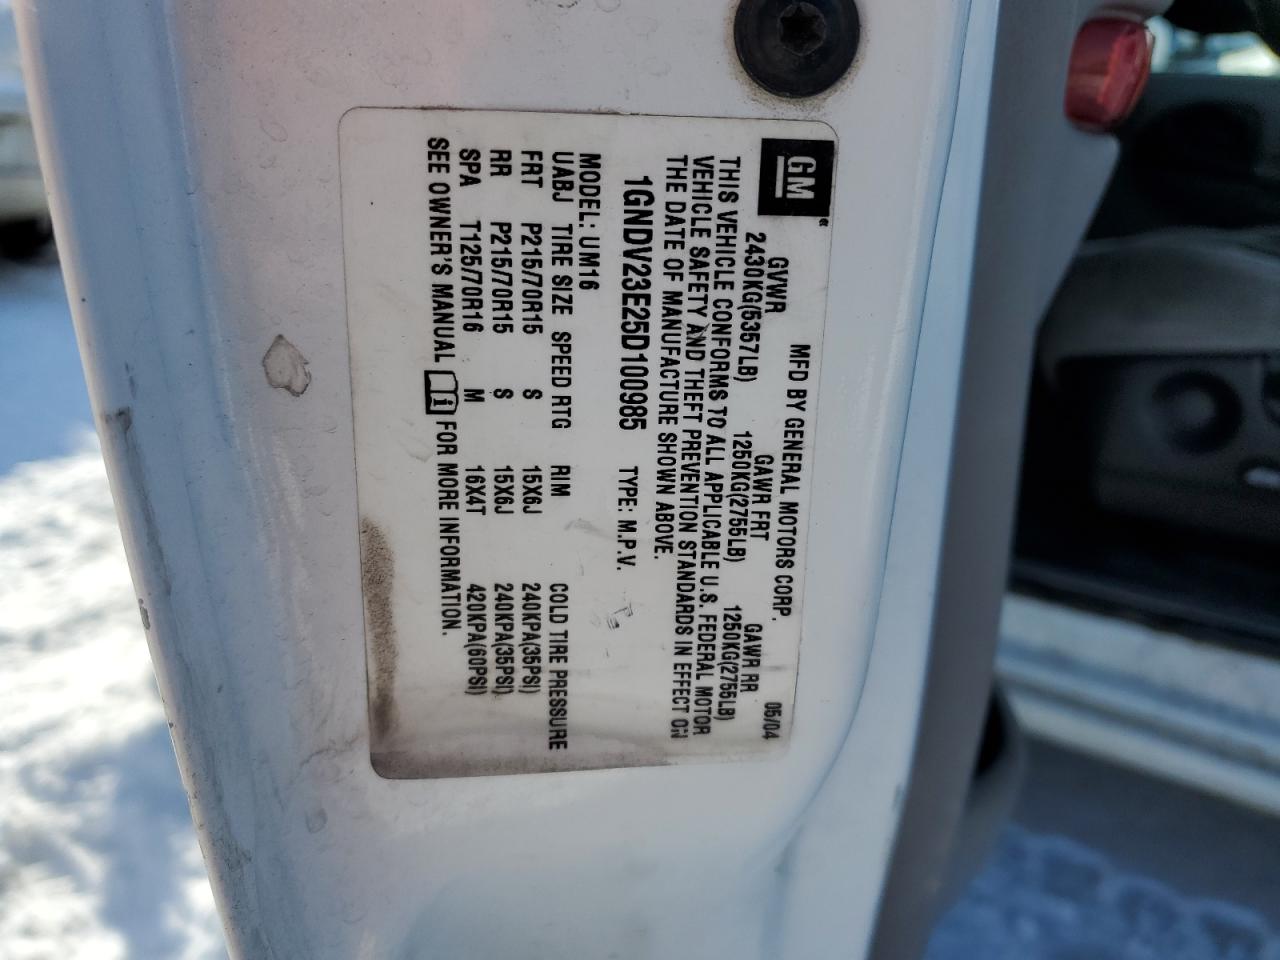 GM®
MFD BY GENERAL MOTORS CORP. 05/04
GVWR GAWR FRT GAWR RR
2430KG(5357LB) 1250KG(2755LB) 1250KG(2755LB)
THIS VEHICLE CONFORMS TO ALL APPLICABLE U.S. FEDERAL MOTOR
VEHICLE SAFETY AND THEFT PREVENTION STANDARDS IN EFFECT ON
THE DATE OF MANUFACTURE SHOWN ABOVE.
1GNDV23E25D100985 TYPE: M.P.V.
MODEL: UM16
UABJ TIRE SIZE SPEED RTG RIM COLD TIRE PRESSURE
FRT P215/70R15 S 15X6J 240KPA(35PSI)
RR P215/70R15 S 15X6J 240KPA(35PSI)
SPA T125/70R16 M 16X4T 420KPA(60PSI)
SEE OWNER'S MANUAL i FOR MORE INFORMATION.